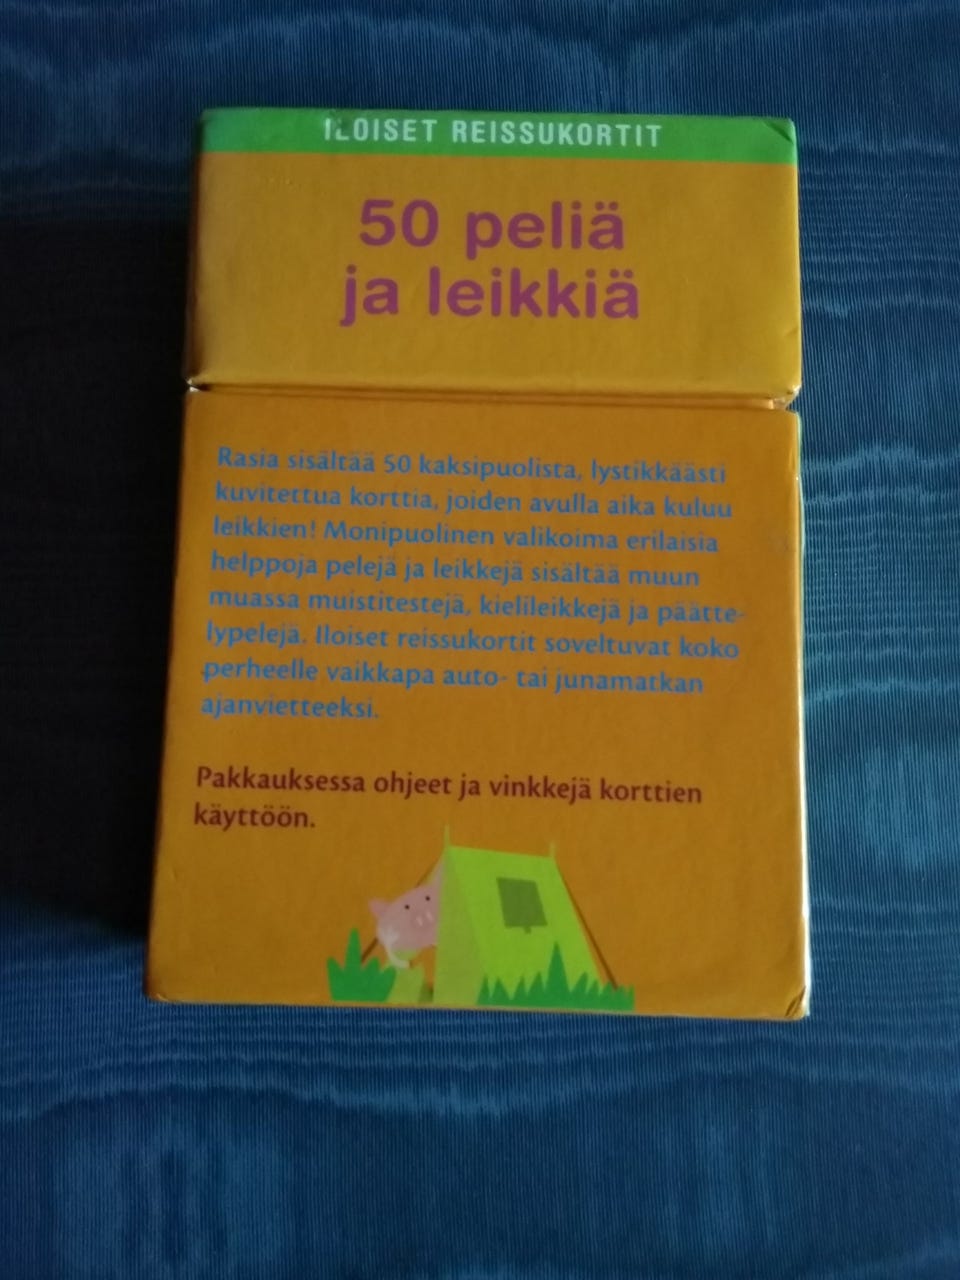 ILOISET REISSUKORTIT
50 peliä
ja leikkiä
Rasia sisältää 50 kaksipuolista, lystikkäästi
kuvitettua korttia, joiden avulla aika kuluu
leikkien! Monipuolinen valikoima erilaisia
helppoja pelejä ja leikkejä sisältää muun
muassa muistitestejä, kielileikkejä ja päätte-
lypelejä. Iloiset reissukortit soveltuvat koko
perheelle vaikkapa auto- tai junamatkan
ajanvietteeksi.
Pakkauksessa ohjeet ja vinkkejä korttien
käyttöön.